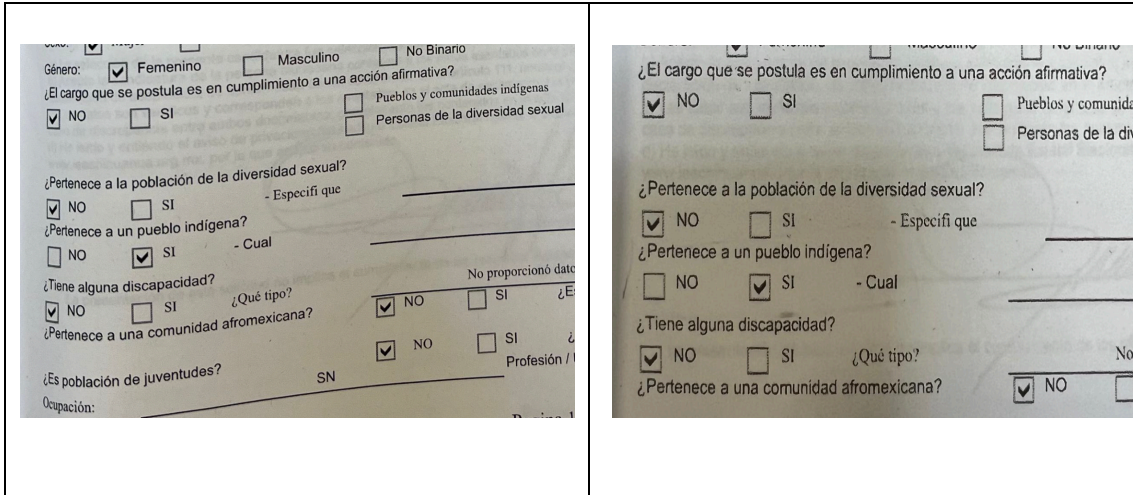 Género: Femenino Masculino No Binario
¿El cargo que se postula es en cumplimiento a una acción afirmativa?
NO SI Pueblos y comunidades indígenas
Personas de la diversidad sexual
¿Pertenece a la población de la diversidad sexual?
NO SI - Especifi que
¿Pertenece a un pueblo indígena?
NO SI - Cual
¿Tiene alguna discapacidad? No proporcionó dato
NO SI ¿Qué tipo?
¿Pertenece a una comunidad afromexicana? NO SI ¿E
¿Es población de juventudes? NO SI ¿
Ocupación: SN Profesión /
¿El cargo que se postula es en cumplimiento a una acción afirmativa?
NO SI Pueblos y comunida
Personas de la di
¿Pertenece a la población de la diversidad sexual?
NO SI - Especifi que
¿Pertenece a un pueblo indígena?
NO SI - Cual
¿Tiene alguna discapacidad?
NO SI ¿Qué tipo? No
¿Pertenece a una comunidad afromexicana? NO